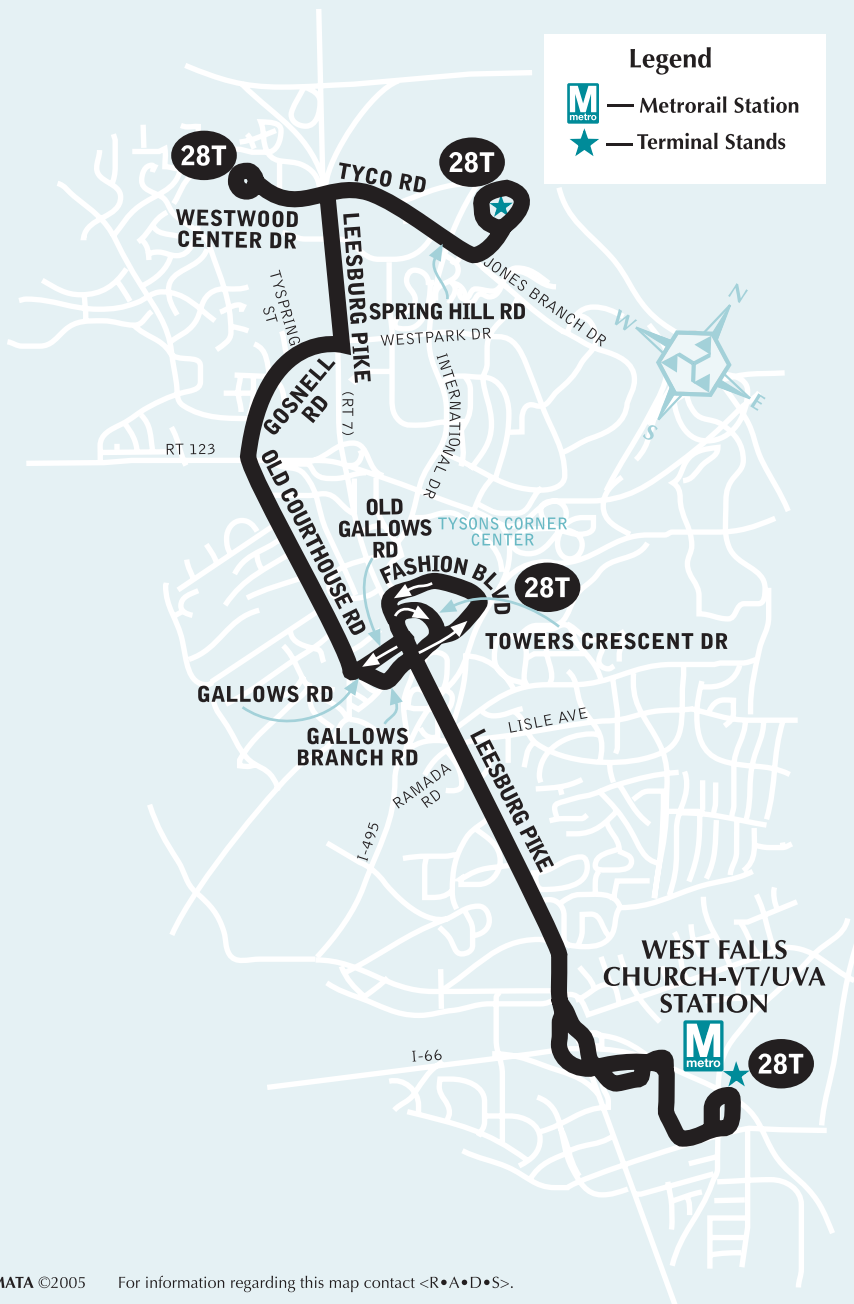 Legend
M
metro
Metrorail Station
Terminal Stands
28T
28T
TYCO RD
WESTWOOD
CENTER DR
LEESBURG PIKE
TYSPRING
ST
JONES BRANCH DR
SPRING HILL RD
WESTPARK DR
N
W
E
S
GOSNELL
RD
(RT 7)
INTERNATIONAL DR
RT 123
OLD COURTHOUSE RD
OLD
GALLOWS
RD
TYSONS CORNER
CENTER
FASHION BLVD
28T
TOWERS CRESCENT DR
GALLOWS RD
GALLOWS
BRANCH RD
LISLE AVE
RAMADA
RD
LEESBURG PIKE
I-495
WEST FALLS
CHURCH-VT/UVA
STATION
M
metro
28T
I-66
MATA ©2005 For information regarding this map contact <R•A•D•S>.